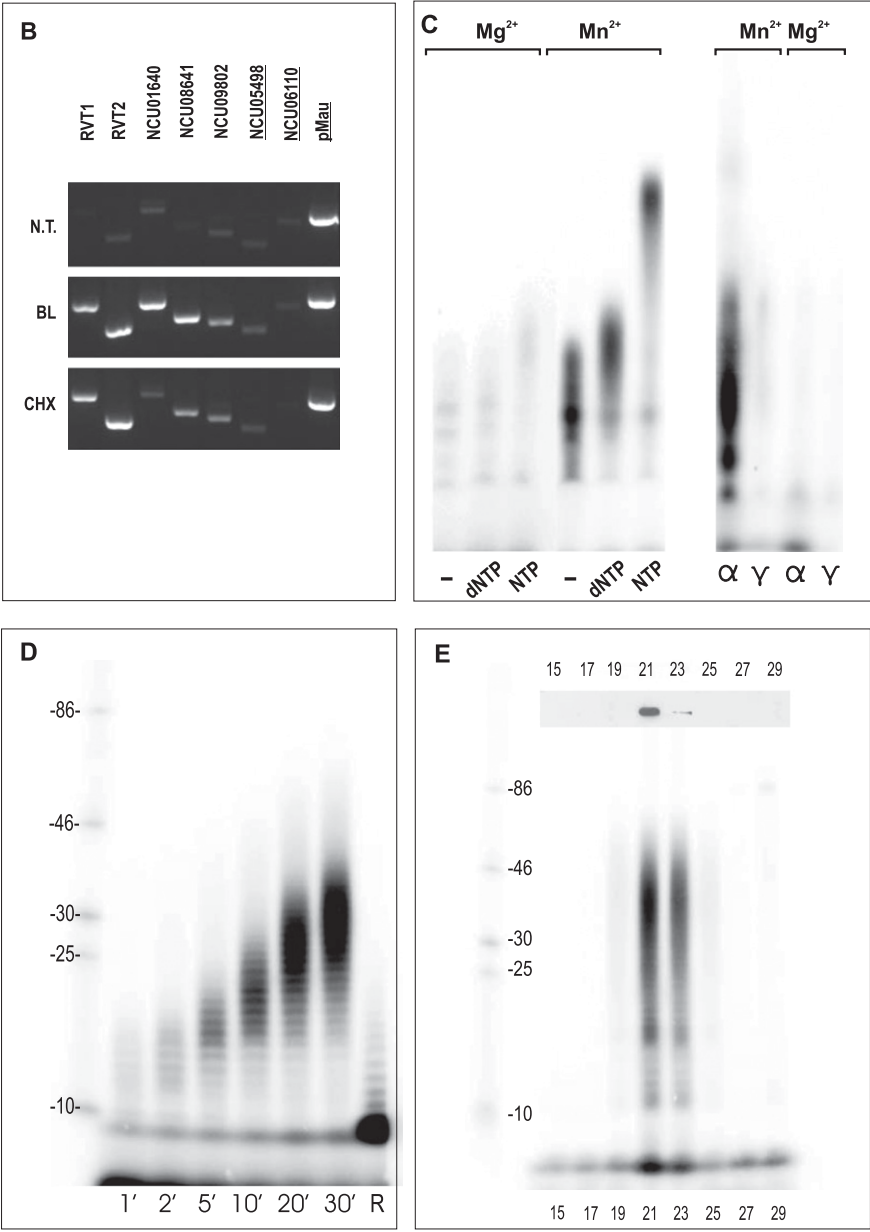 B
RVT1 RVT2 NCU01640 NCU08641 NCU09802 NCU05498 NCU06110 pMau
N.T.
BL
CHX
C
Mg²⁺ Mn²⁺ Mn²⁺ Mg²⁺
– dNTP NTP – dNTP NTP α γ α γ
D
-86-
-46-
-30-
-25-
-10-
1′ 2′ 5′ 10′ 20′ 30′ R
E
15 17 19 21 23 25 27 29
-86
-46
-30
-25
-10
15 17 19 21 23 25 27 29